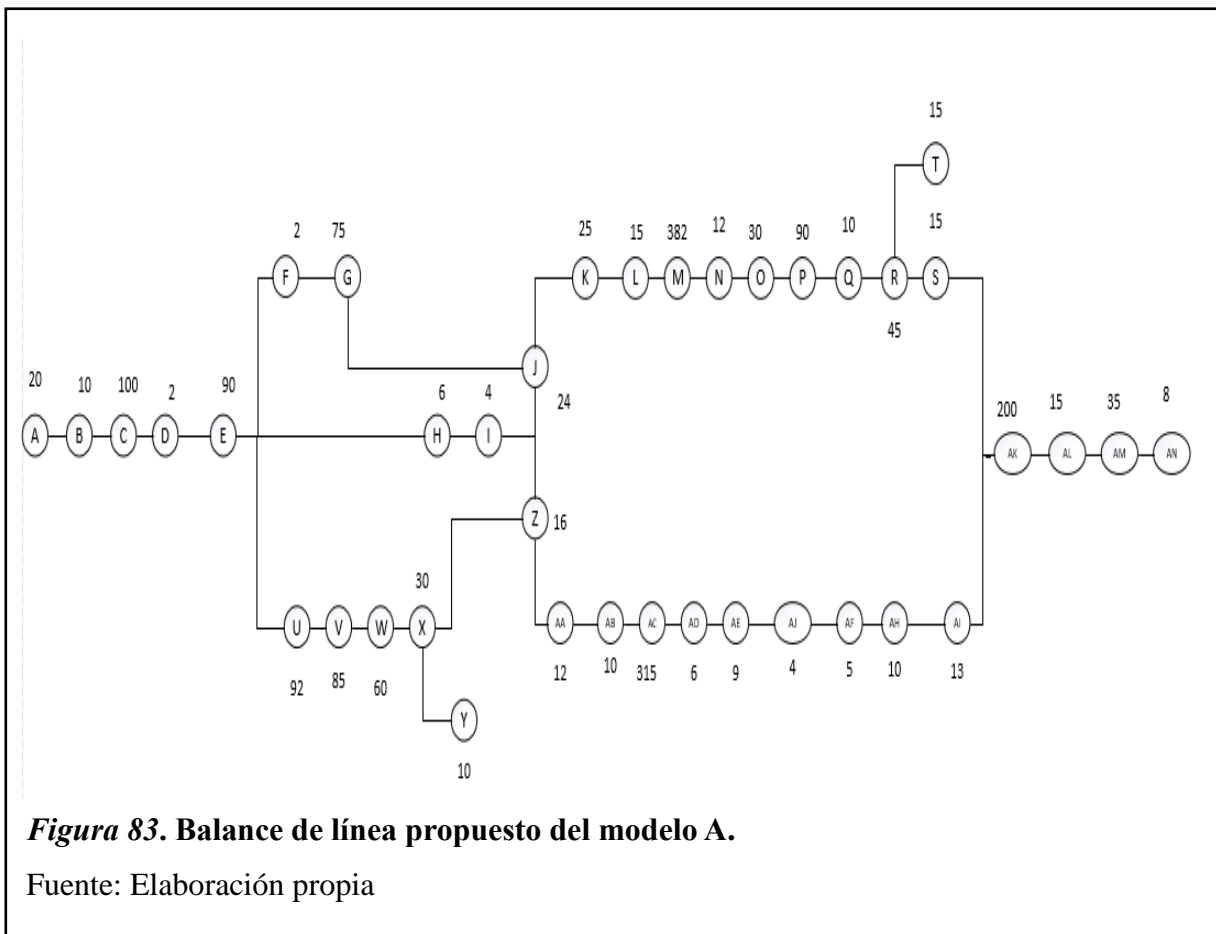 15
T
2 75 25 15 382 12 30 90 10 15
F G K L M N O P Q R S
45
J
20 10 100 2 90 6 4 24
A B C D E H I
200 15 35 8
AK AL AM AN
Z 16
30
U V W X AA AB AC AD AE AJ AF AH AI
92 85 60 12 10 315 6 9 4 5 10 13
Y
10
Figura 83. Balance de línea propuesto del modelo A.
Fuente: Elaboración propia